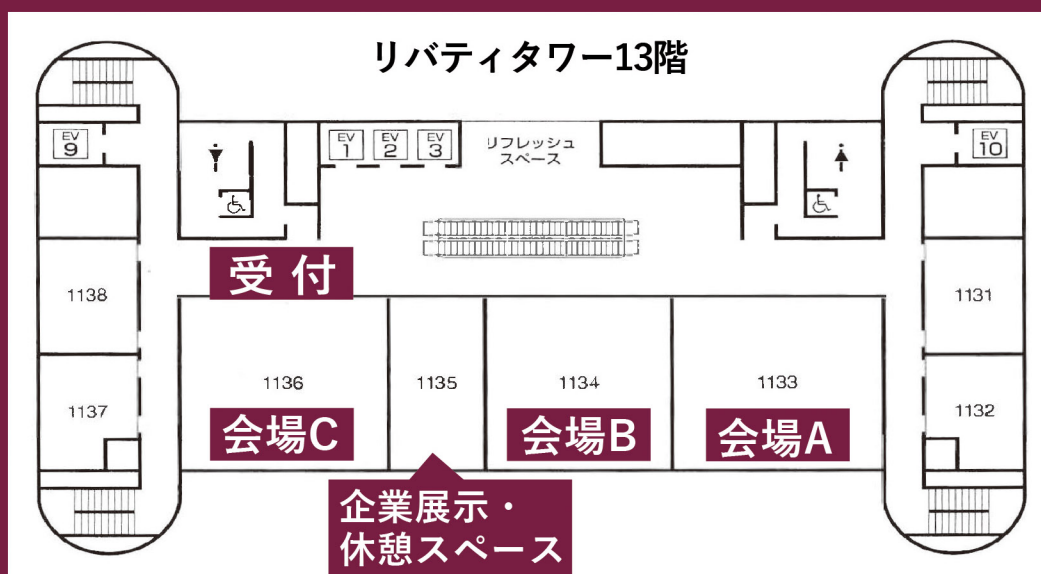 リバティタワー13階
EV
9
EV
1
EV
2
EV
3
リフレッシュ
スペース
EV
10
受 付
1138
1131
1136
1135
1134
1133
1137
1132
会場C
会場B
会場A
企業展示・
休憩スペース